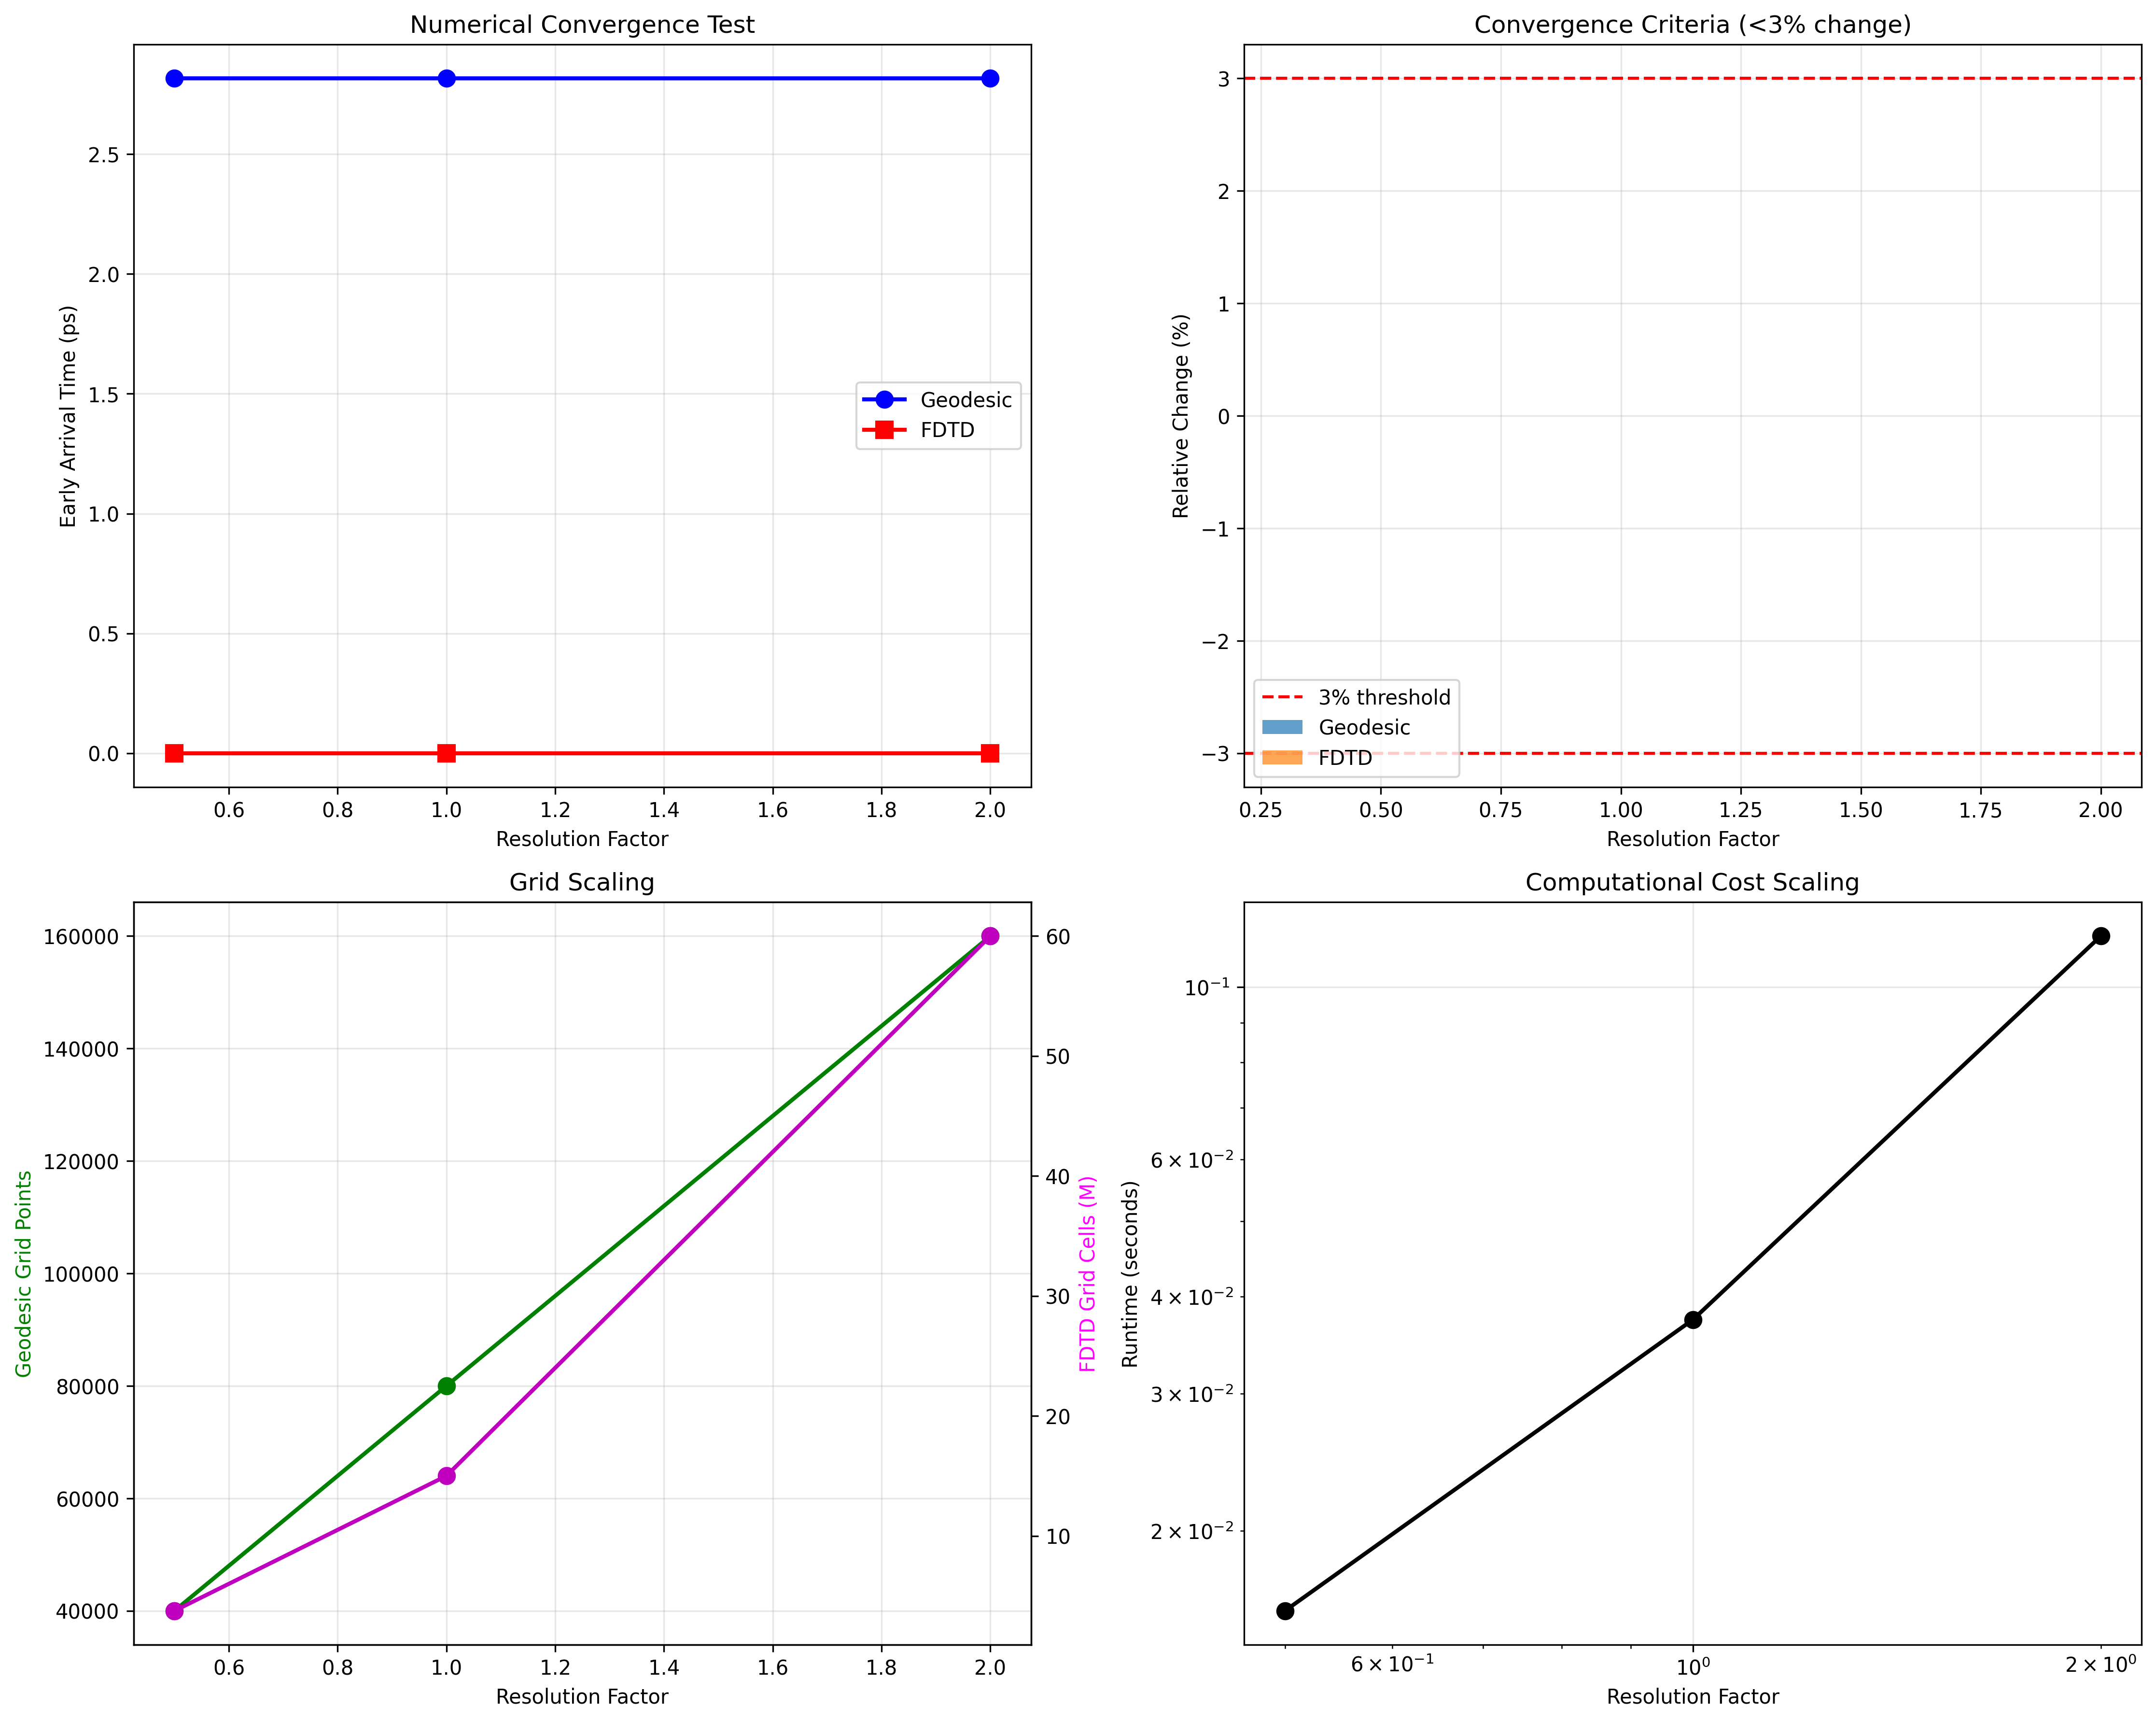 Numerical Convergence Test
Early Arrival Time (ps)
2.5
2.0
1.5
1.0
0.5
0.0
Geodesic
FDTD
0.6 0.8 1.0 1.2 1.4 1.6 1.8 2.0
Resolution Factor
Convergence Criteria (<3% change)
Relative Change (%)
3
2
1
0
−1
−2
−3
3% threshold
Geodesic
FDTD
0.25 0.50 0.75 1.00 1.25 1.50 1.75 2.00
Resolution Factor
Grid Scaling
Geodesic Grid Points
160000
140000
120000
100000
80000
60000
40000
60
50
40
30
20
10
FDTD Grid Cells (M)
0.6 0.8 1.0 1.2 1.4 1.6 1.8 2.0
Resolution Factor
Computational Cost Scaling
Runtime (seconds)
10⁻¹
6 × 10⁻²
4 × 10⁻²
3 × 10⁻²
2 × 10⁻²
6 × 10⁻¹ 10⁰ 2 × 10⁰
Resolution Factor